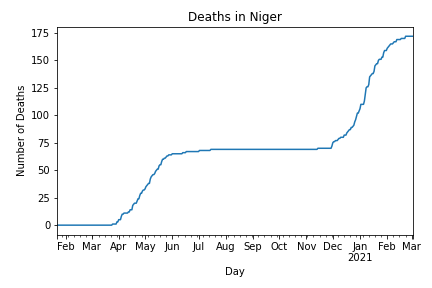 Deaths in Niger
Number of Deaths
175
150
125
100
75
50
25
0
Feb Mar Apr May Jun Jul Aug Sep Oct Nov Dec Jan Feb Mar
2021
Day